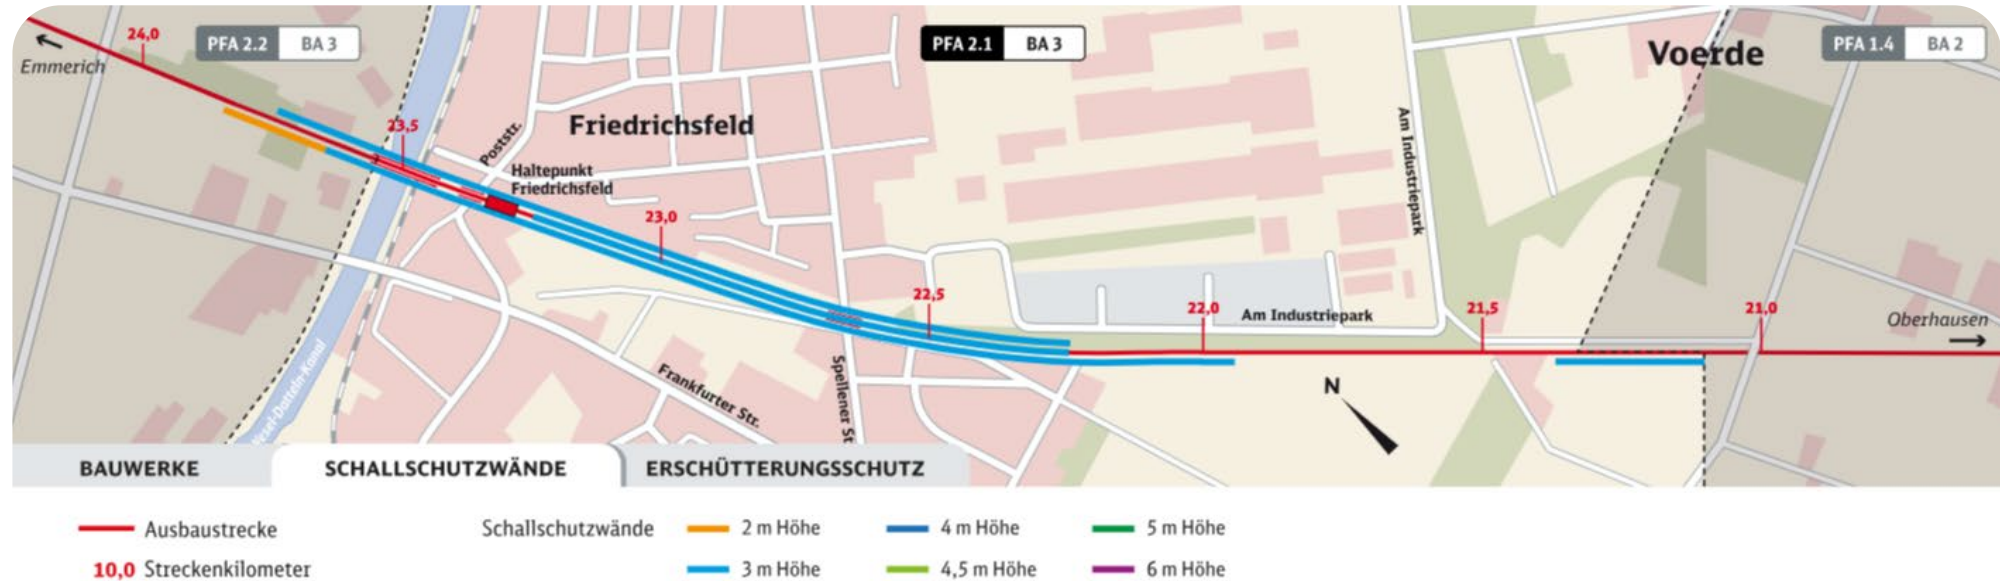 24,0
PFA 2.2 BA 3
PFA 2.1 BA 3
Voerde
PFA 1.4 BA 2
Emmerich
23,5
Poststr.
Friedrichsfeld
Haltepunkt
Friedrichsfeld
23,0
Am Industriepark
22,5
22,0
Am Industriepark
21,5
21,0
Oberhausen
Wesel-Datteln-Kanal
Frankfurter Str.
Spellener St
N
BAUWERKE
SCHALLSCHUTZWÄNDE
ERSCHÜTTERUNGSSCHUTZ
Ausbaustrecke
Schallschutzwände
2 m Höhe
4 m Höhe
5 m Höhe
10,0 Streckenkilometer
3 m Höhe
4,5 m Höhe
6 m Höhe